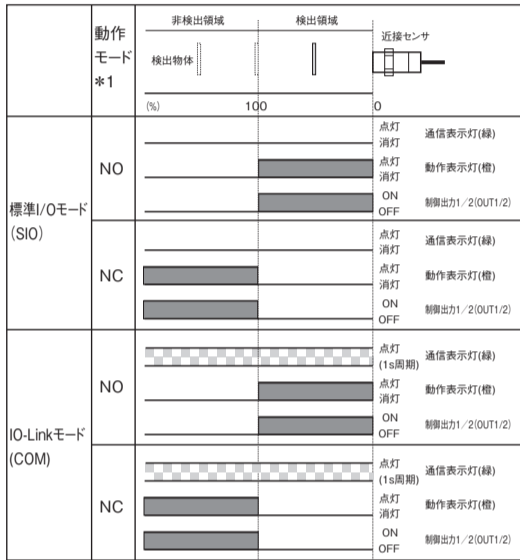 動作
モード
*1
非検出領域 検出領域
検出物体
近接センサ
(%) 100 0
標準I/Oモード
(SIO)
NO
点灯
消灯
通信表示灯(緑)
点灯
消灯
動作表示灯(橙)
ON
OFF
制御出力1/2(OUT1/2)
NC
点灯
消灯
通信表示灯(緑)
点灯
消灯
動作表示灯(橙)
ON
OFF
制御出力1/2(OUT1/2)
IO-Linkモード
(COM)
NO
点灯
(1s周期)
通信表示灯(緑)
点灯
消灯
動作表示灯(橙)
ON
OFF
制御出力1/2(OUT1/2)
NC
点灯
(1s周期)
通信表示灯(緑)
点灯
消灯
動作表示灯(橙)
ON
OFF
制御出力1/2(OUT1/2)